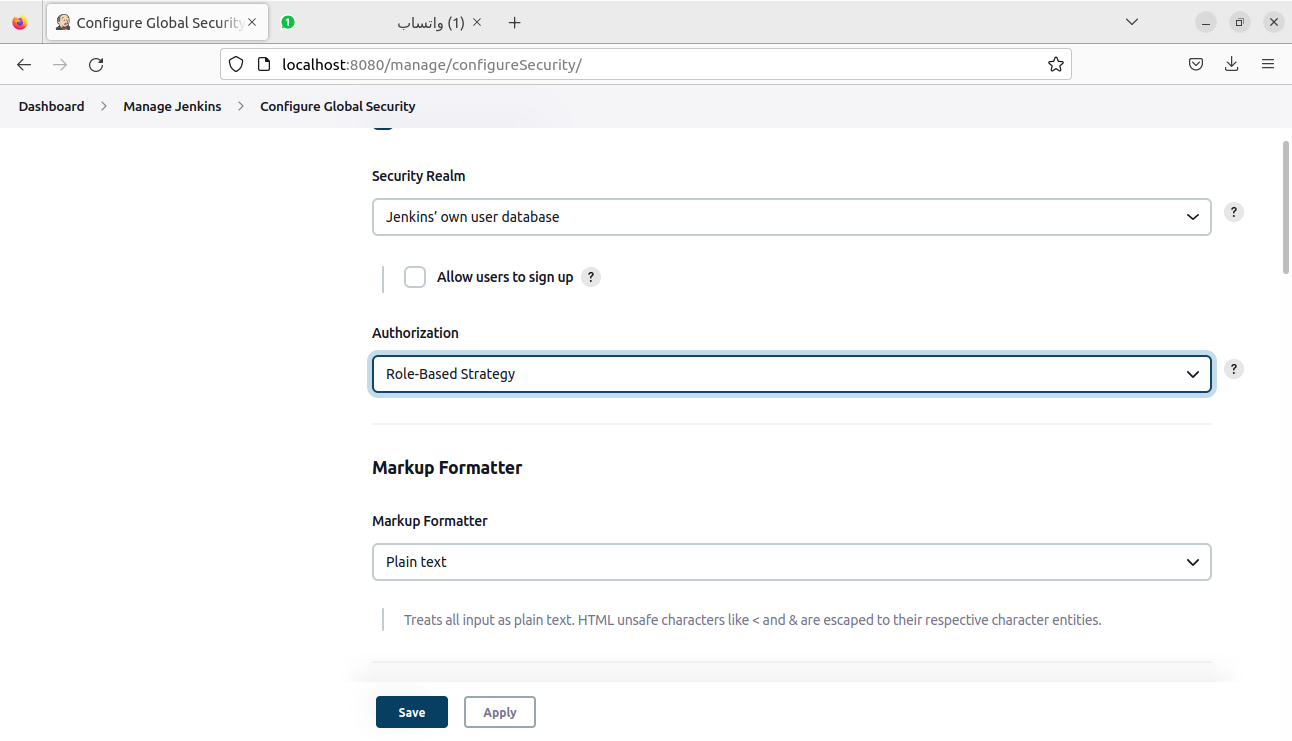 Configure Global Security
1
(1) واتساب
localhost:8080/manage/configureSecurity/
Dashboard > Manage Jenkins > Configure Global Security
Security Realm
Jenkins’ own user database
?
Allow users to sign up ?
Authorization
Role-Based Strategy
?
Markup Formatter
Markup Formatter
Plain text
Treats all input as plain text. HTML unsafe characters like < and & are escaped to their respective character entities.
Save Apply